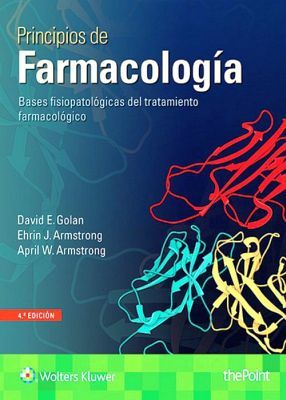 Principios de
Farmacología
Bases fisiopatológicas del tratamiento
farmacológico
David E. Golan
Ehrin J. Armstrong
April W. Armstrong
4.ª EDICIÓN
Wolters Kluwer
thePoint